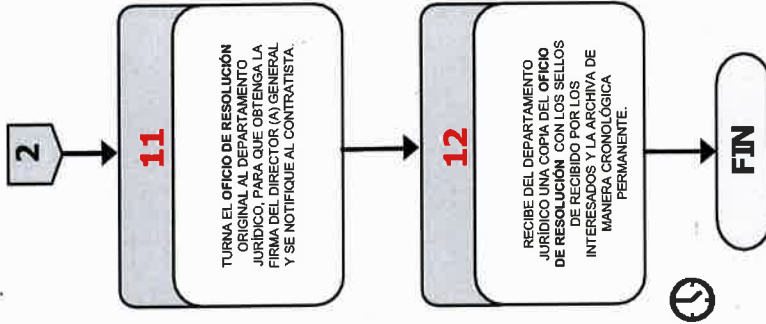 2
11
TURNA EL OFICIO DE RESOLUCIÓN
ORIGINAL AL DEPARTAMENTO
JURÍDICO, PARA QUE OBTENGA LA
FIRMA DEL DIRECTOR (A) GENERAL
Y SE NOTIFIQUE AL CONTRATISTA.
12
RECIBE DEL DEPARTAMENTO
JURÍDICO UNA COPIA DEL OFICIO
DE RESOLUCIÓN CON LOS SELLOS
DE RECIBIDO POR LOS
INTERESADOS Y LA ARCHIVA DE
MANERA CRONOLÓGICA
PERMANENTE.
FIN